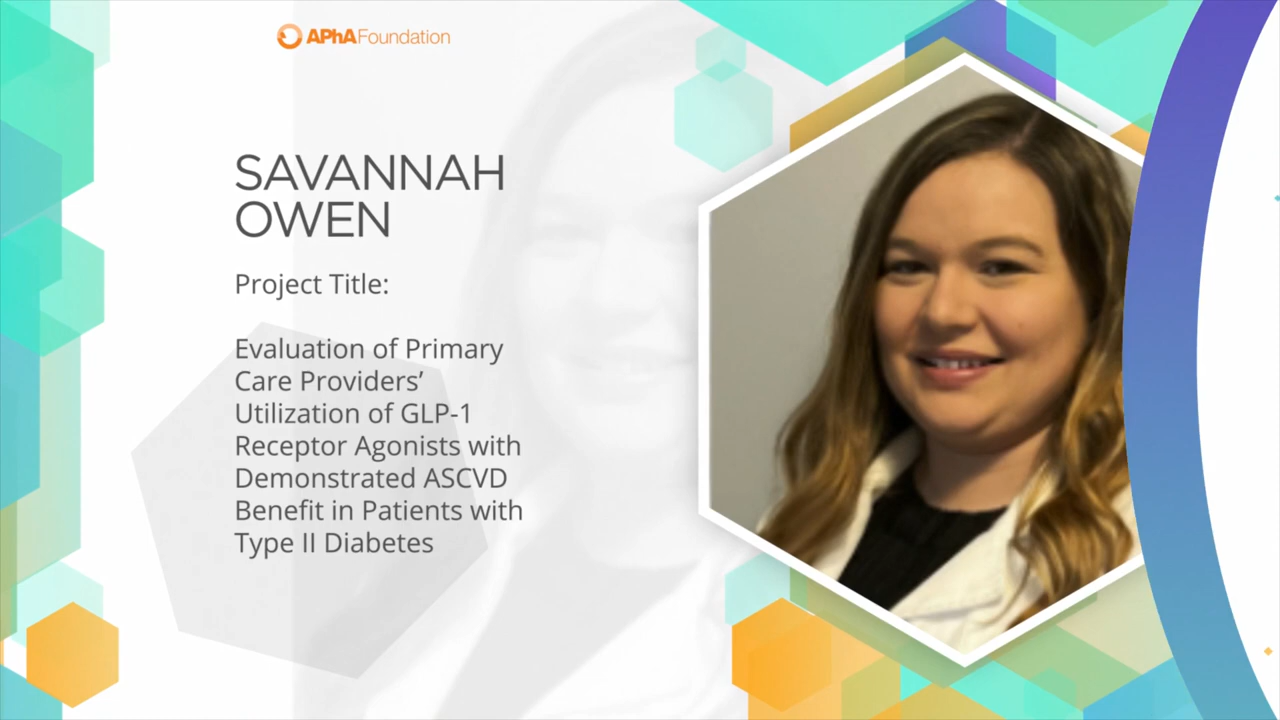 APhA Foundation
SAVANNAH
OWEN
Project Title:
Evaluation of Primary
Care Providers’
Utilization of GLP-1
Receptor Agonists with
Demonstrated ASCVD
Benefit in Patients with
Type II Diabetes